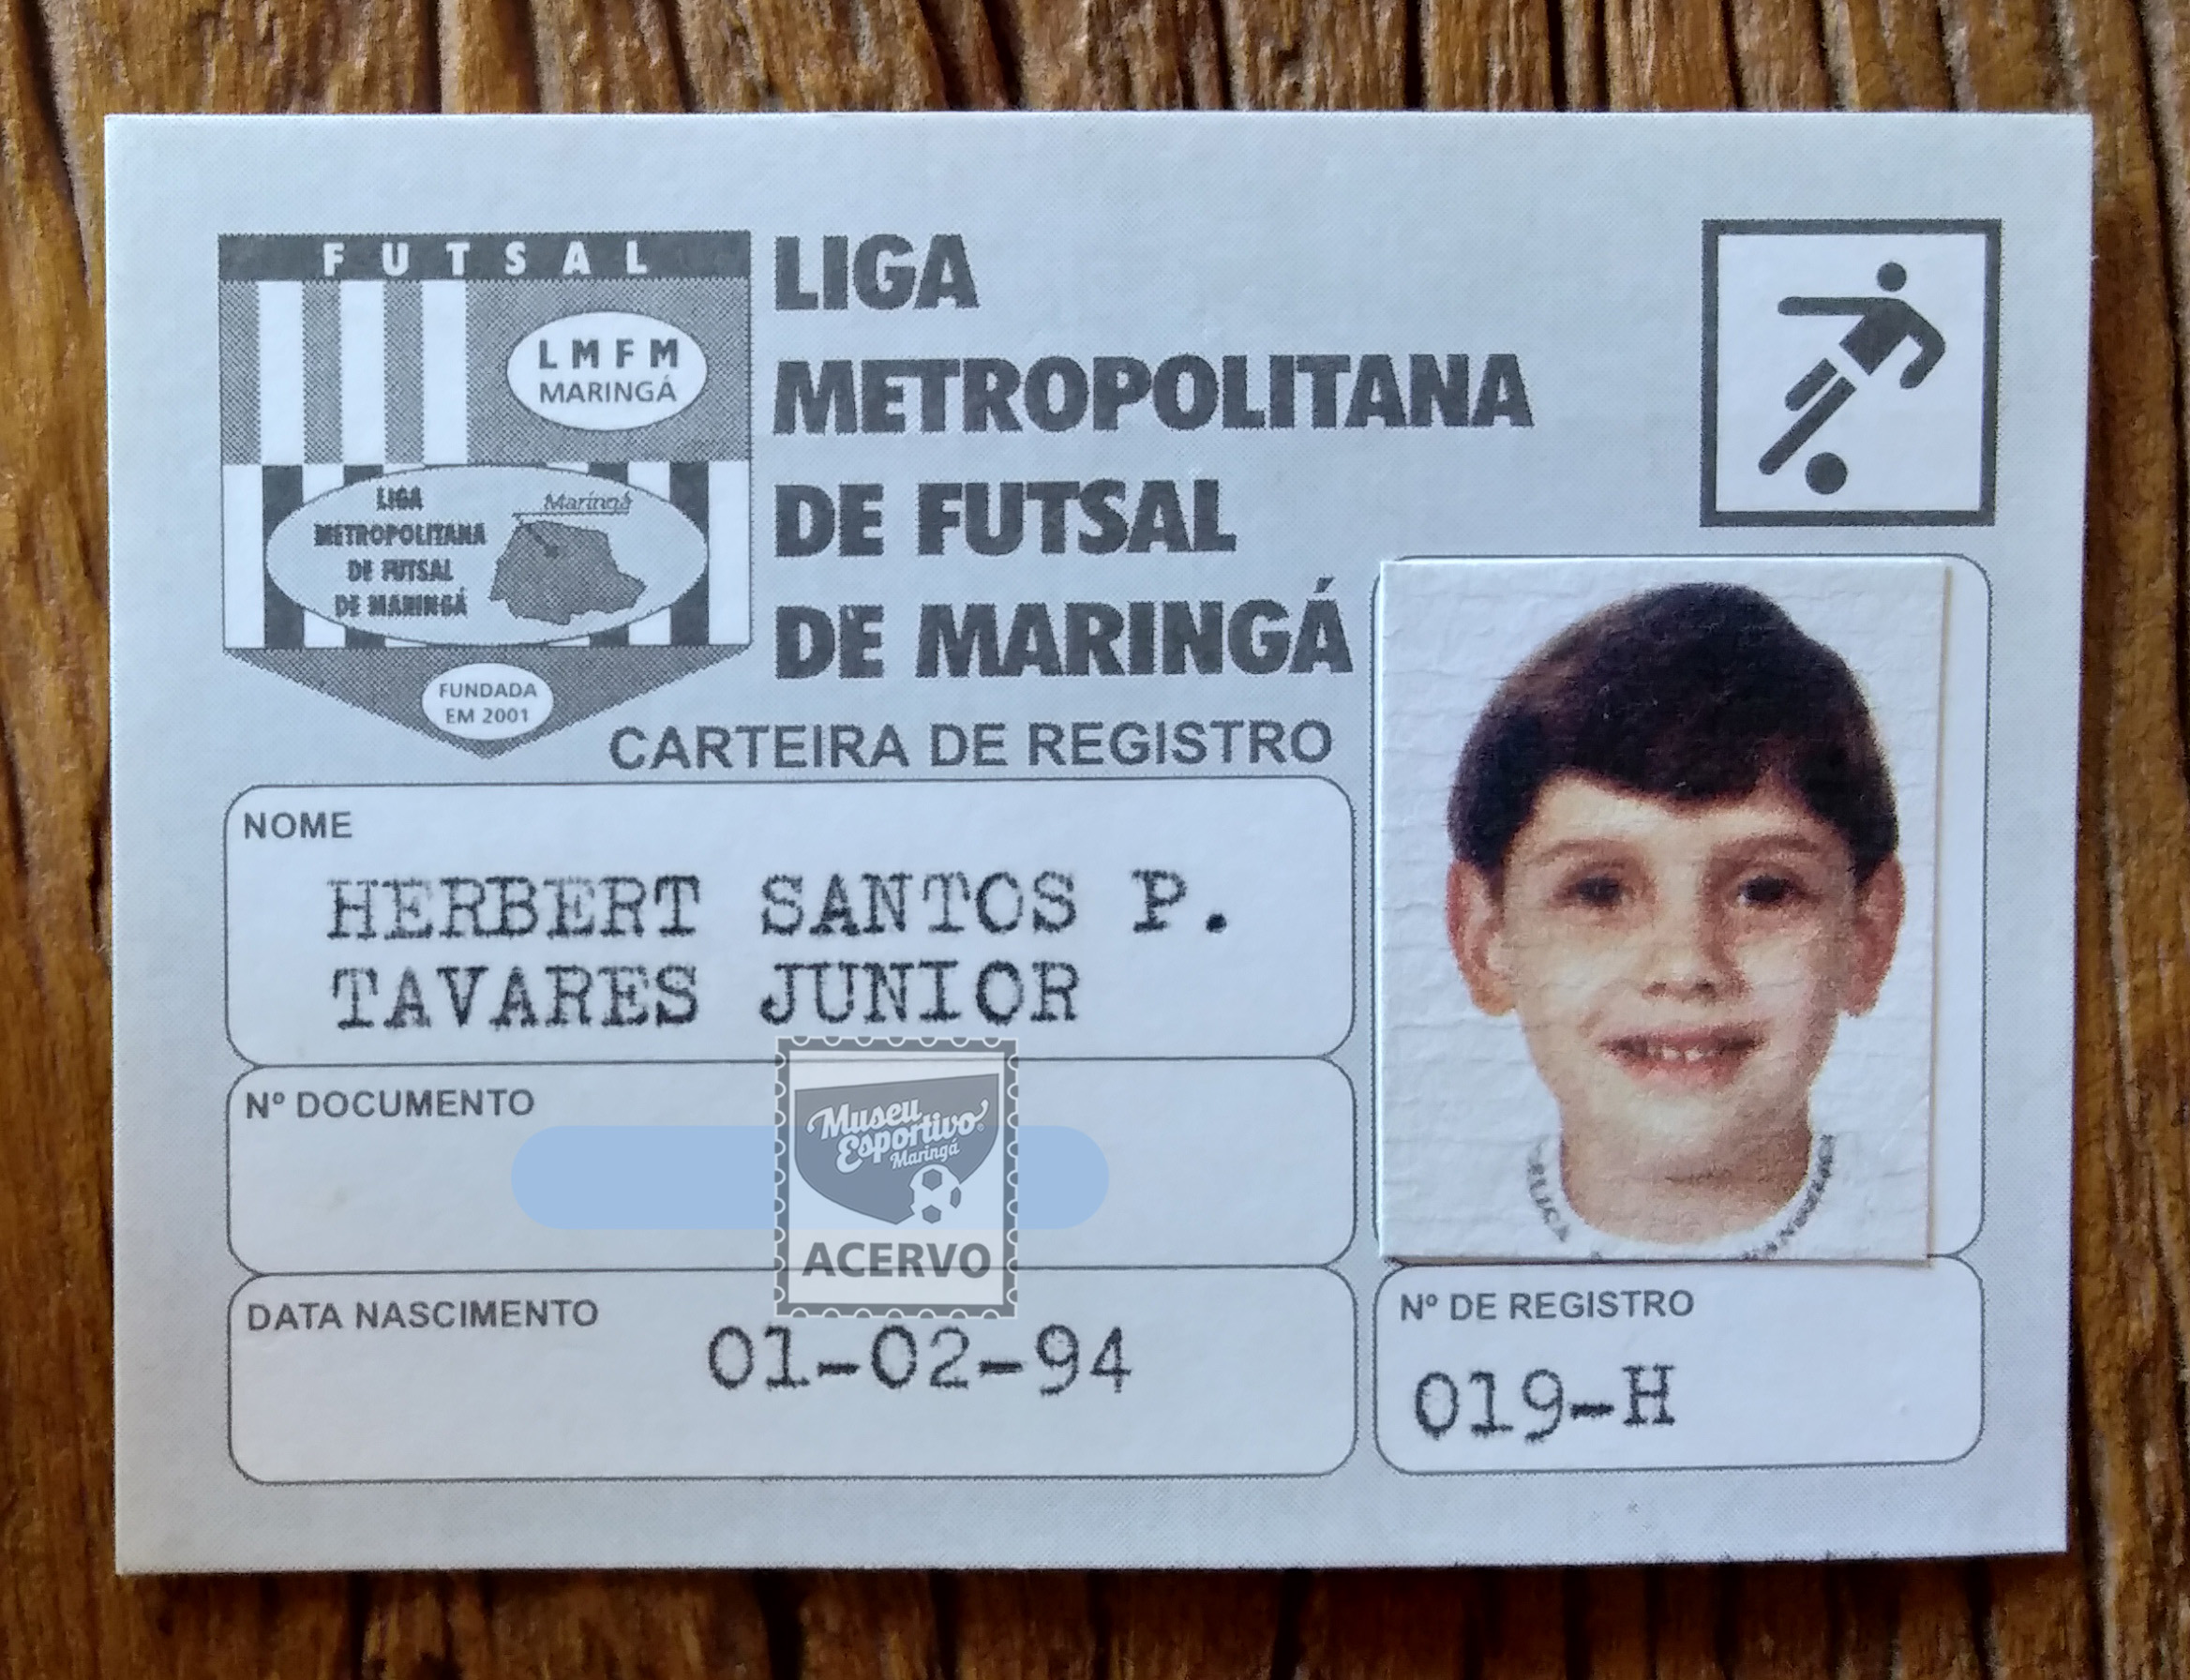 FUTSAL
LMFM
MARINGÁ
LIGA
METROPOLITANA
DE FUTSAL
DE MARINGÁ
Maringá
FUNDADA
EM 2001
LIGA
METROPOLITANA
DE FUTSAL
DE MARINGÁ
CARTEIRA DE REGISTRO
NOME
HERBERT SANTOS P.
TAVARES JUNIOR
Nº DOCUMENTO
Museu
Esportivo
Maringá
ACERVO
DATA NASCIMENTO
01-02-94
Nº DE REGISTRO
019-H